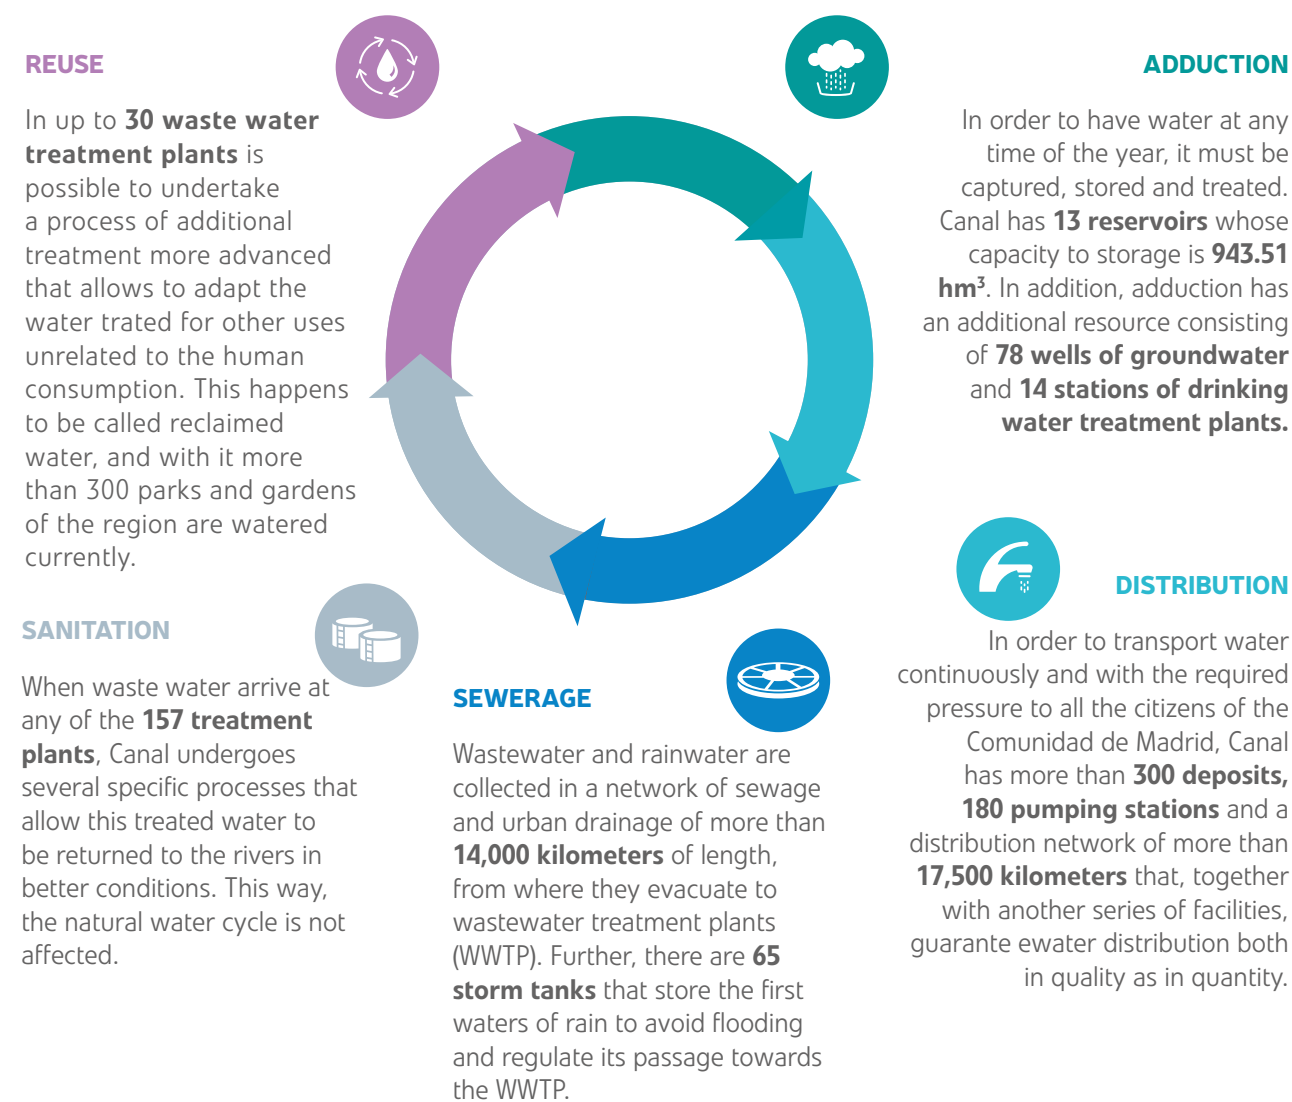 REUSE
In up to 30 waste water
treatment plants is
possible to undertake
a process of additional
treatment more advanced
that allows to adapt the
water trated for other uses
unrelated to the human
consumption. This happens
to be called reclaimed
water, and with it more
than 300 parks and gardens
of the region are watered
currently.
ADDUCTION
In order to have water at any
time of the year, it must be
captured, stored and treated.
Canal has 13 reservoirs whose
capacity to storage is 943.51
hm³. In addition, adduction has
an additional resource consisting
of 78 wells of groundwater
and 14 stations of drinking
water treatment plants.
DISTRIBUTION
In order to transport water
continuously and with the required
pressure to all the citizens of the
Comunidad de Madrid, Canal
has more than 300 deposits,
180 pumping stations and a
distribution network of more than
17,500 kilometers that, together
with another series of facilities,
guarante ewater distribution both
in quality as in quantity.
SEWERAGE
Wastewater and rainwater are
collected in a network of sewage
and urban drainage of more than
14,000 kilometers of length,
from where they evacuate to
wastewater treatment plants
(WWTP). Further, there are 65
storm tanks that store the first
waters of rain to avoid flooding
and regulate its passage towards
the WWTP.
SANITATION
When waste water arrive at
any of the 157 treatment
plants, Canal undergoes
several specific processes that
allow this treated water to
be returned to the rivers in
better conditions. This way,
the natural water cycle is not
affected.